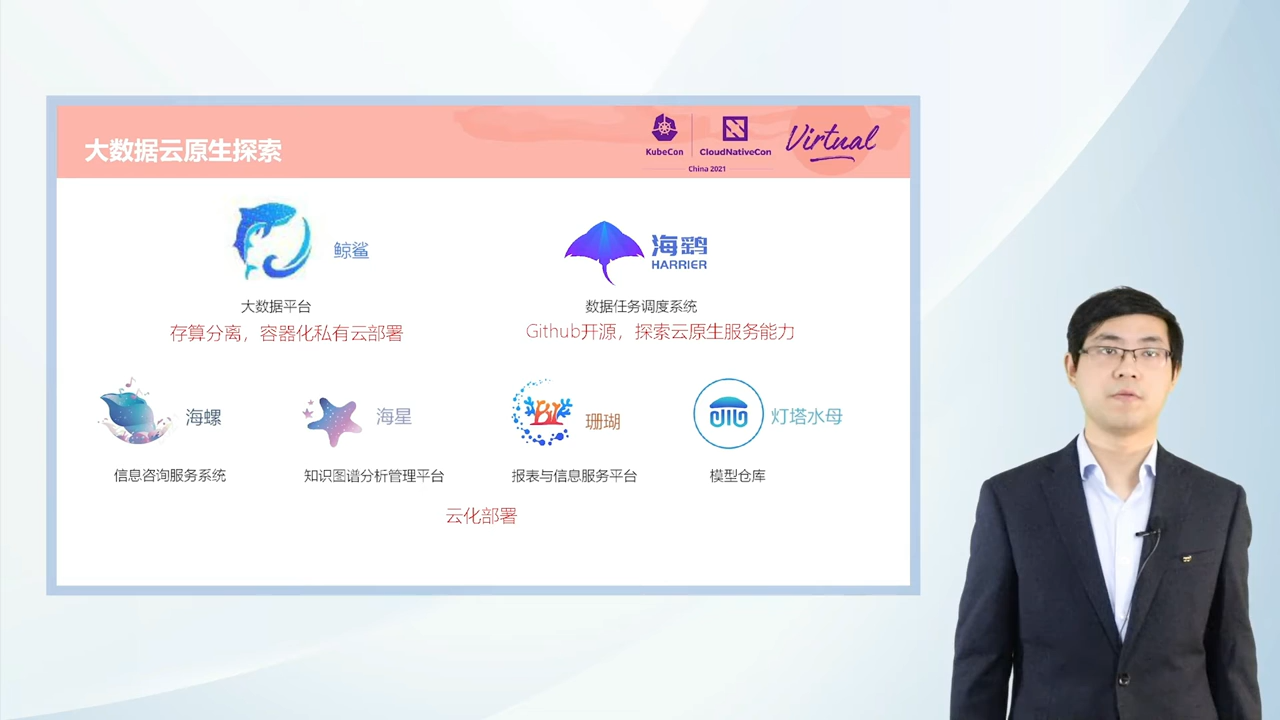 大数据云原生探索
KubeCon
CloudNativeCon
Virtual
China 2021
鲸鲨
海鹞
HARRIER
大数据平台
数据任务调度系统
存算分离，容器化私有云部署
Github开源，探索云原生服务能力
海螺
海星
珊瑚
灯塔水母
信息咨询服务系统
知识图谱分析管理平台
报表与信息服务平台
模型仓库
云化部署